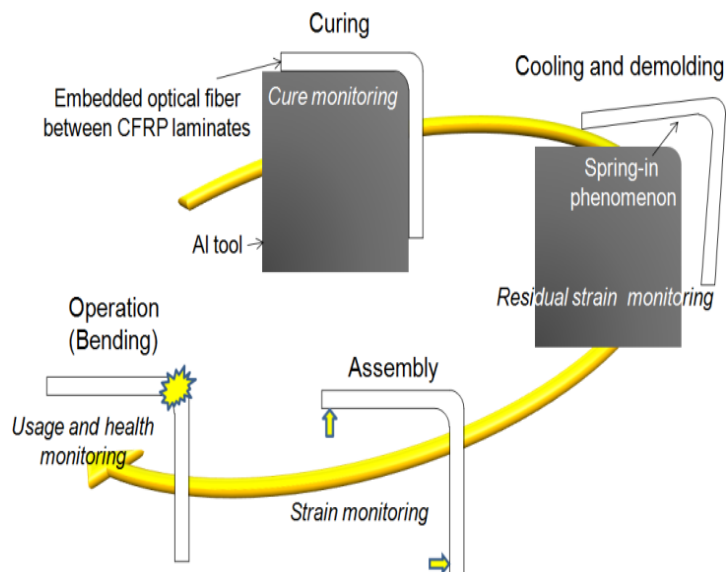 Curing
Embedded optical fiber
between CFRP laminates
Cure monitoring
Al tool
Cooling and demolding
Spring-in
phenomenon
Residual strain monitoring
Assembly
Strain monitoring
Operation
(Bending)
Usage and health
monitoring